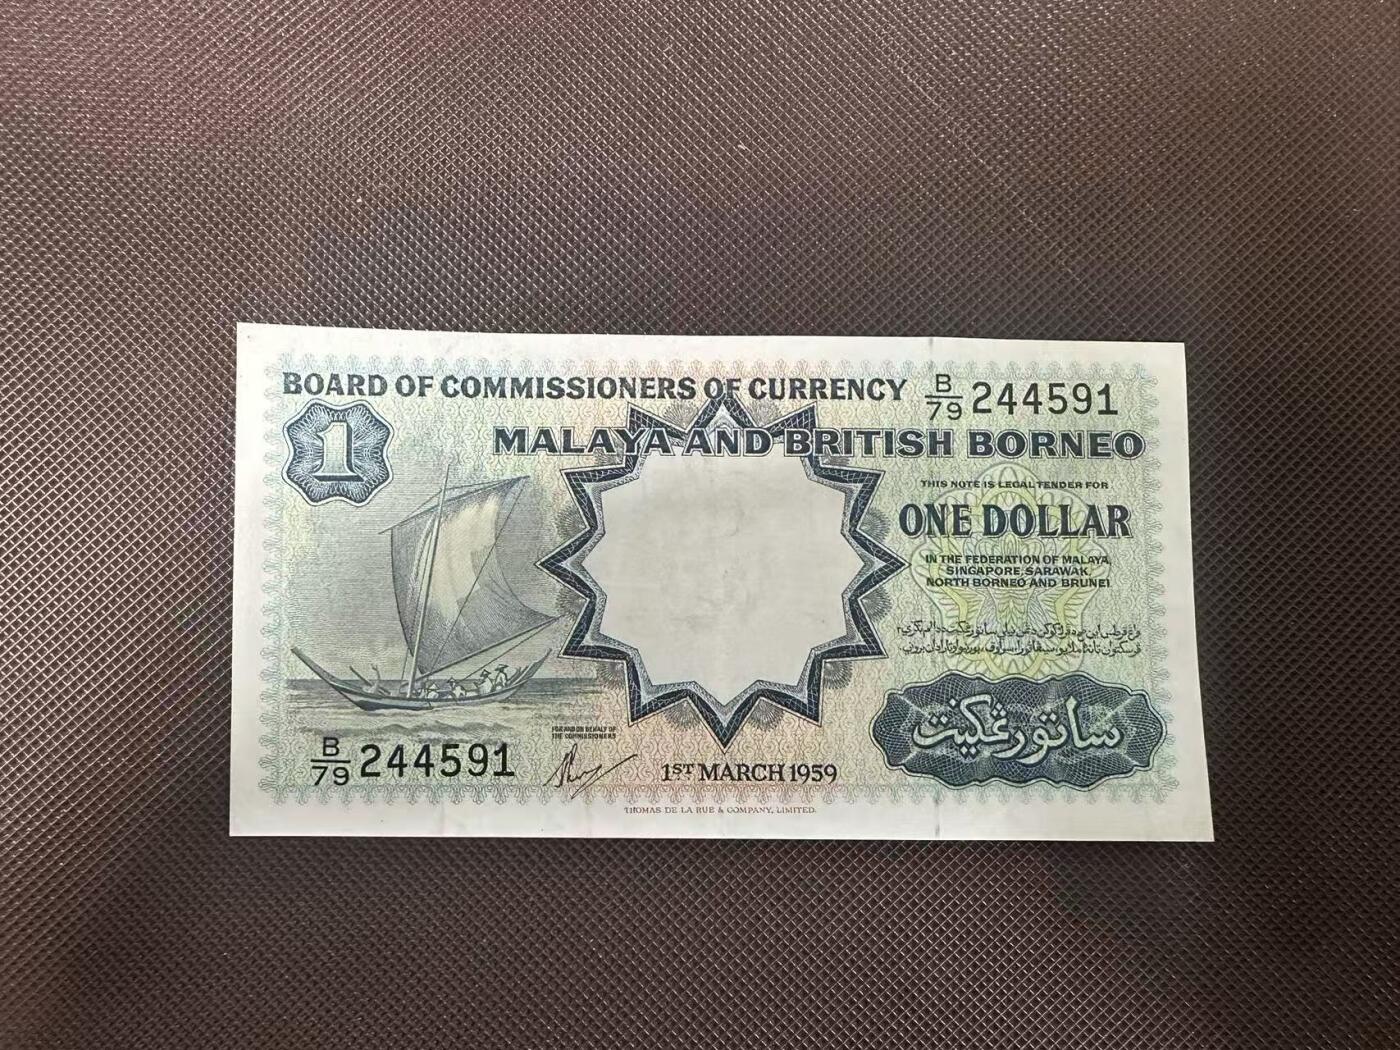 BOARD OF COMMISSIONERS OF CURRENCY
B/79 244591
MALAYA AND BRITISH BORNEO
1
THIS NOTE IS LEGAL TENDER FOR
ONE DOLLAR
IN THE FEDERATION OF MALAYA,
SINGAPORE, SARAWAK,
NORTH BORNEO AND BRUNEI
ساتو رڠݢيت
FOR AND ON BEHALF OF
THE COMMISSIONERS
B/79 244591
1ST MARCH 1959
THOMAS DE LA RUE & COMPANY, LIMITED.